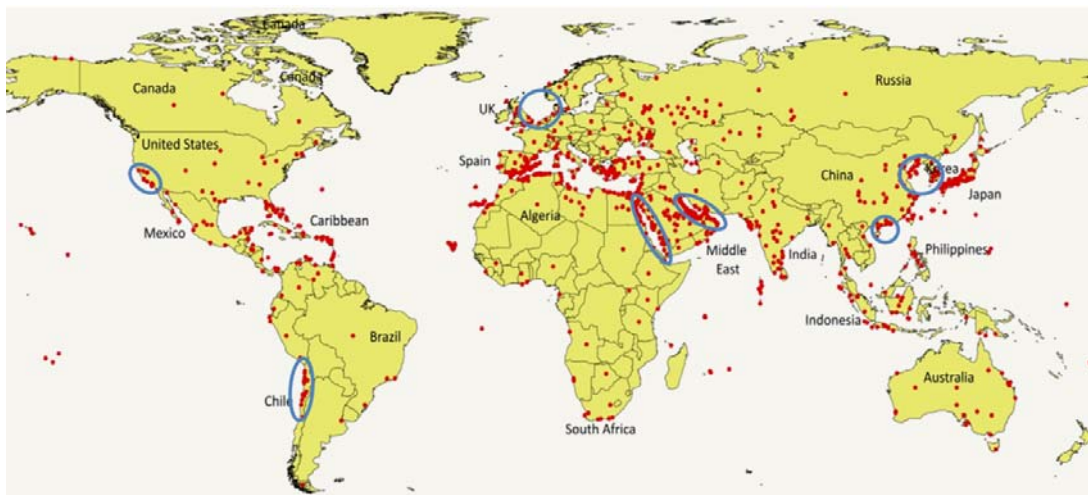 Canada
Canada
Canada
Russia
UK
United States
Spain
China
Korea
Japan
Algeria
Caribbean
Mexico
Middle
East
India
Philippines
Indonesia
Brazil
Chile
Australia
South Africa